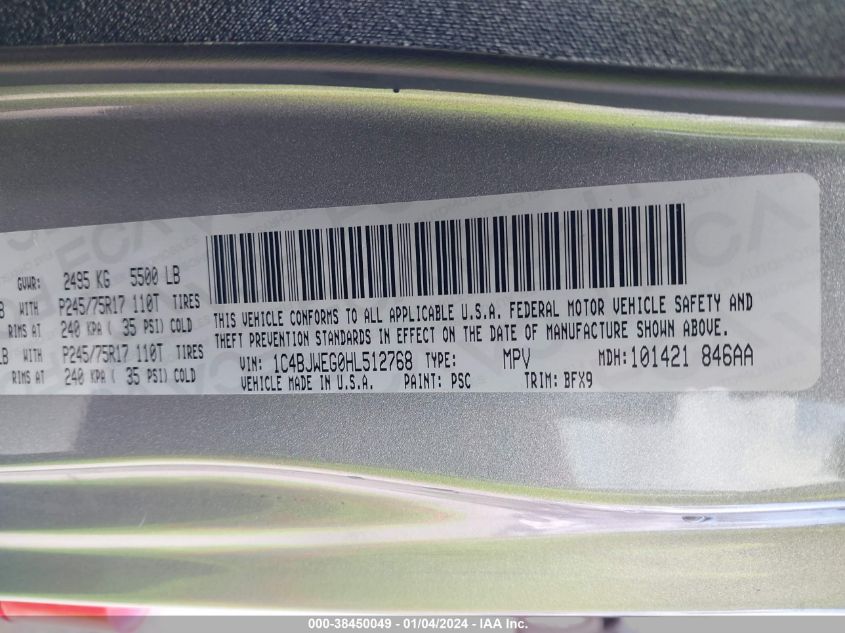 GVWR: 2495 KG 5500 LB
B WITH P245/75R17 110T TIRES
RIMS AT 240 KPA ( 35 PSI) COLD
LB WITH P245/75R17 110T TIRES
RIMS AT 240 KPA ( 35 PSI) COLD
THIS VEHICLE CONFORMS TO ALL APPLICABLE U.S.A. FEDERAL MOTOR VEHICLE SAFETY AND
THEFT PREVENTION STANDARDS IN EFFECT ON THE DATE OF MANUFACTURE SHOWN ABOVE.
VIN: 1C4BJWEG0HL512768 TYPE: MPV MDH: 101421 846AA
VEHICLE MADE IN U.S.A. PAINT: PSC TRIM: BFX9
000-38450049 - 01/04/2024 - IAA Inc.